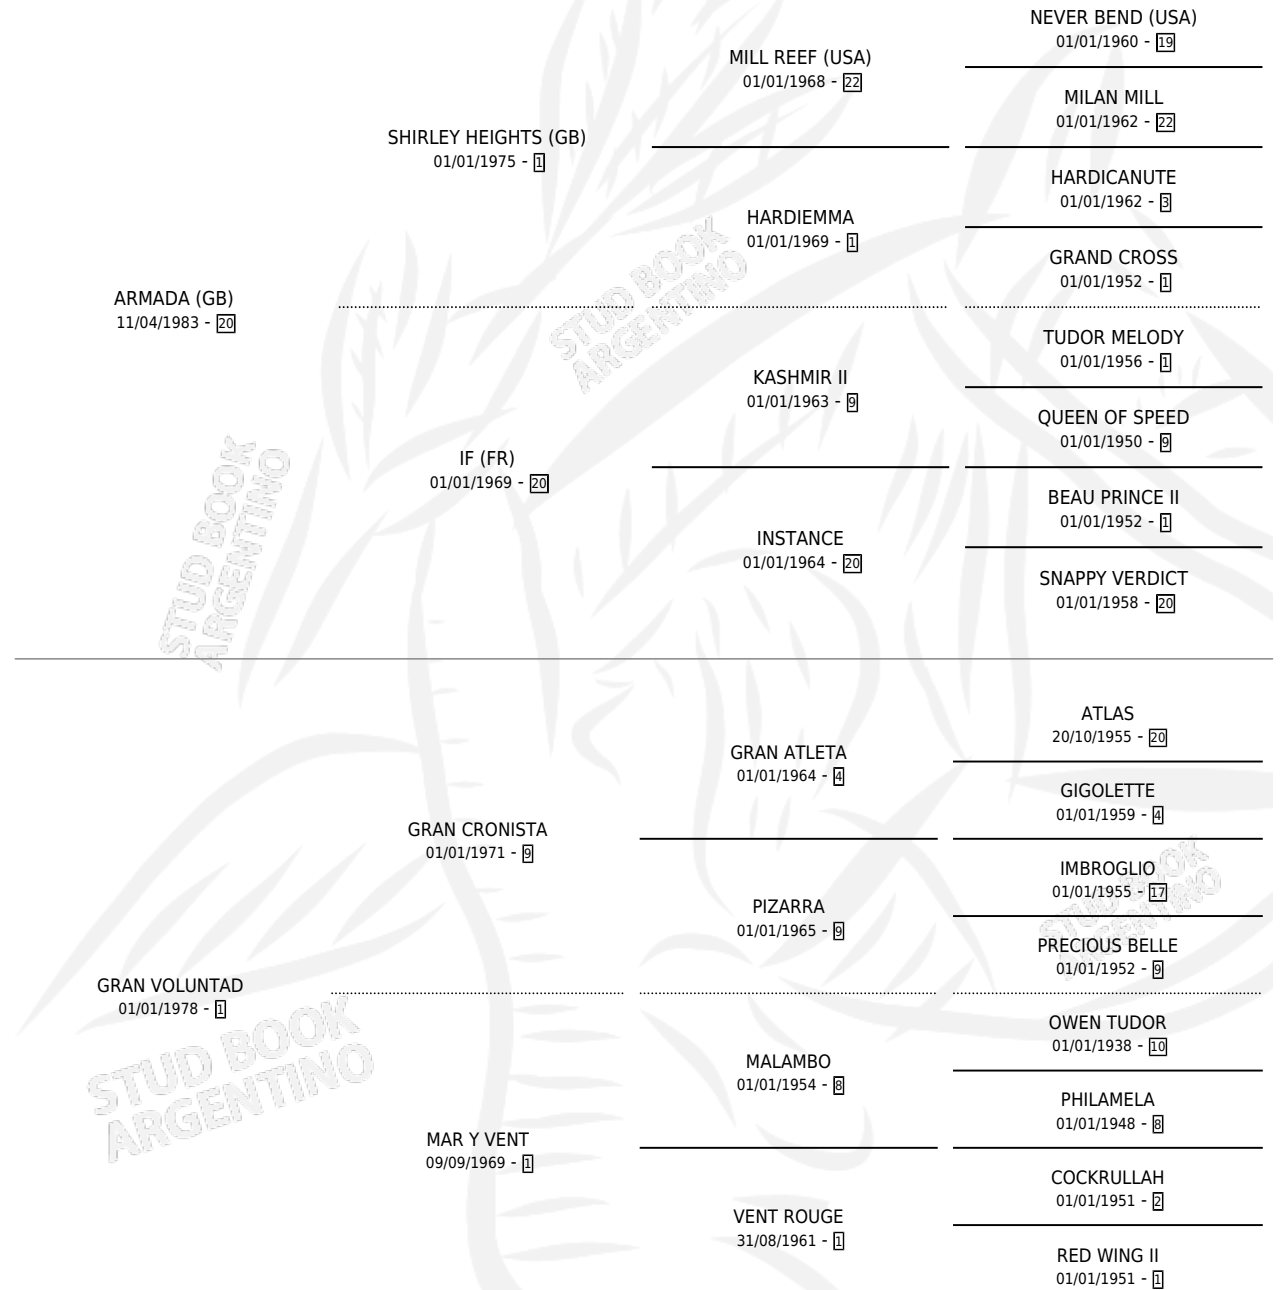 NEVER BEND (USA)
01/01/1960 - 19
MILL REEF (USA)
01/01/1968 - 22
MILAN MILL
01/01/1962 - 22
SHIRLEY HEIGHTS (GB)
01/01/1975 - 1
HARDICANUTE
01/01/1962 - 3
HARDIEMMA
01/01/1969 - 1
GRAND CROSS
01/01/1952 - 1
ARMADA (GB)
11/04/1983 - 20
TUDOR MELODY
01/01/1956 - 1
KASHMIR II
01/01/1963 - 9
QUEEN OF SPEED
01/01/1950 - 9
IF (FR)
01/01/1969 - 20
BEAU PRINCE II
01/01/1952 - 1
INSTANCE
01/01/1964 - 20
SNAPPY VERDICT
01/01/1958 - 20
STUD BOOK
ARGENTINO
STUD BOOK
ARGENTINO
ATLAS
20/10/1955 - 20
GRAN ATLETA
01/01/1964 - 4
GIGOLETTE
01/01/1959 - 4
GRAN CRONISTA
01/01/1971 - 9
IMBROGLIO
01/01/1955 - 17
PIZARRA
01/01/1965 - 9
PRECIOUS BELLE
01/01/1952 - 9
GRAN VOLUNTAD
01/01/1978 - 1
OWEN TUDOR
01/01/1938 - 10
MALAMBO
01/01/1954 - 8
PHILAMELA
01/01/1948 - 8
MAR Y VENT
09/09/1969 - 1
COCKRULLAH
01/01/1951 - 2
VENT ROUGE
31/08/1961 - 1
RED WING II
01/01/1951 - 1
STUD BOOK
ARGENTINO
STUD BOOK
ARGENTINO